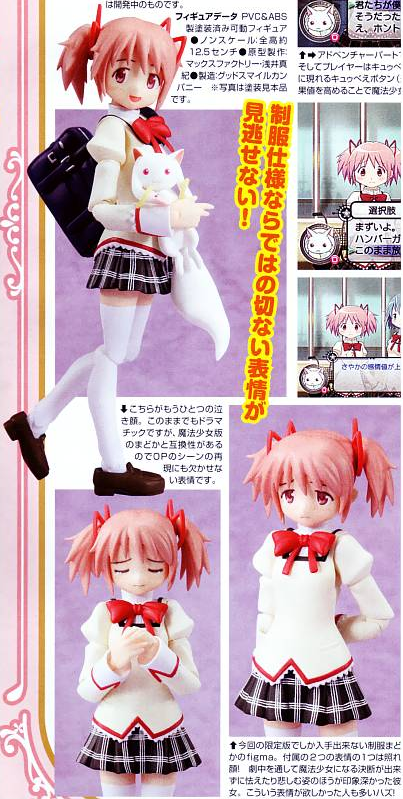 は開発中のものです。
フィギュアデータ PVC&ABS
製塗装済み可動フィギュア
●ノンスケール:全高約
12.5センチ●原型製作:
マックスファクトリー・浅井真
紀●製造:グッドスマイルカン
パニー　※写真は塗装見本品
です。
制服仕様ならではの切ない表情が
見逃せない!
⬇こちらがもうひとつの泣
き顔。このままでもドラマ
チックですが、魔法少女版
のまどかと互換性がある
のでOPのシーンの再
現にも欠かせな
い表情です。
君たちが僕
そうだった
え、ホント
⬆➡アドベンチャーパート
そしてプレイヤーはキュゥベ
に現れるキュゥべえボタン(
果値を高めることで魔法少女
選択肢
まずいよ。
ハンバーガ
このまま放
さやかの感情値が上
⬆今回の限定版でしか入手出来ない制服まど
かのfigma。付属の２つの表情の１つは照れ
顔! 劇中を通して魔法少女になる決断が出来
ずに怯えたり悲しむ姿のほうが印象深かった彼
女。こういう表情が欲しかった人も多いハズ!